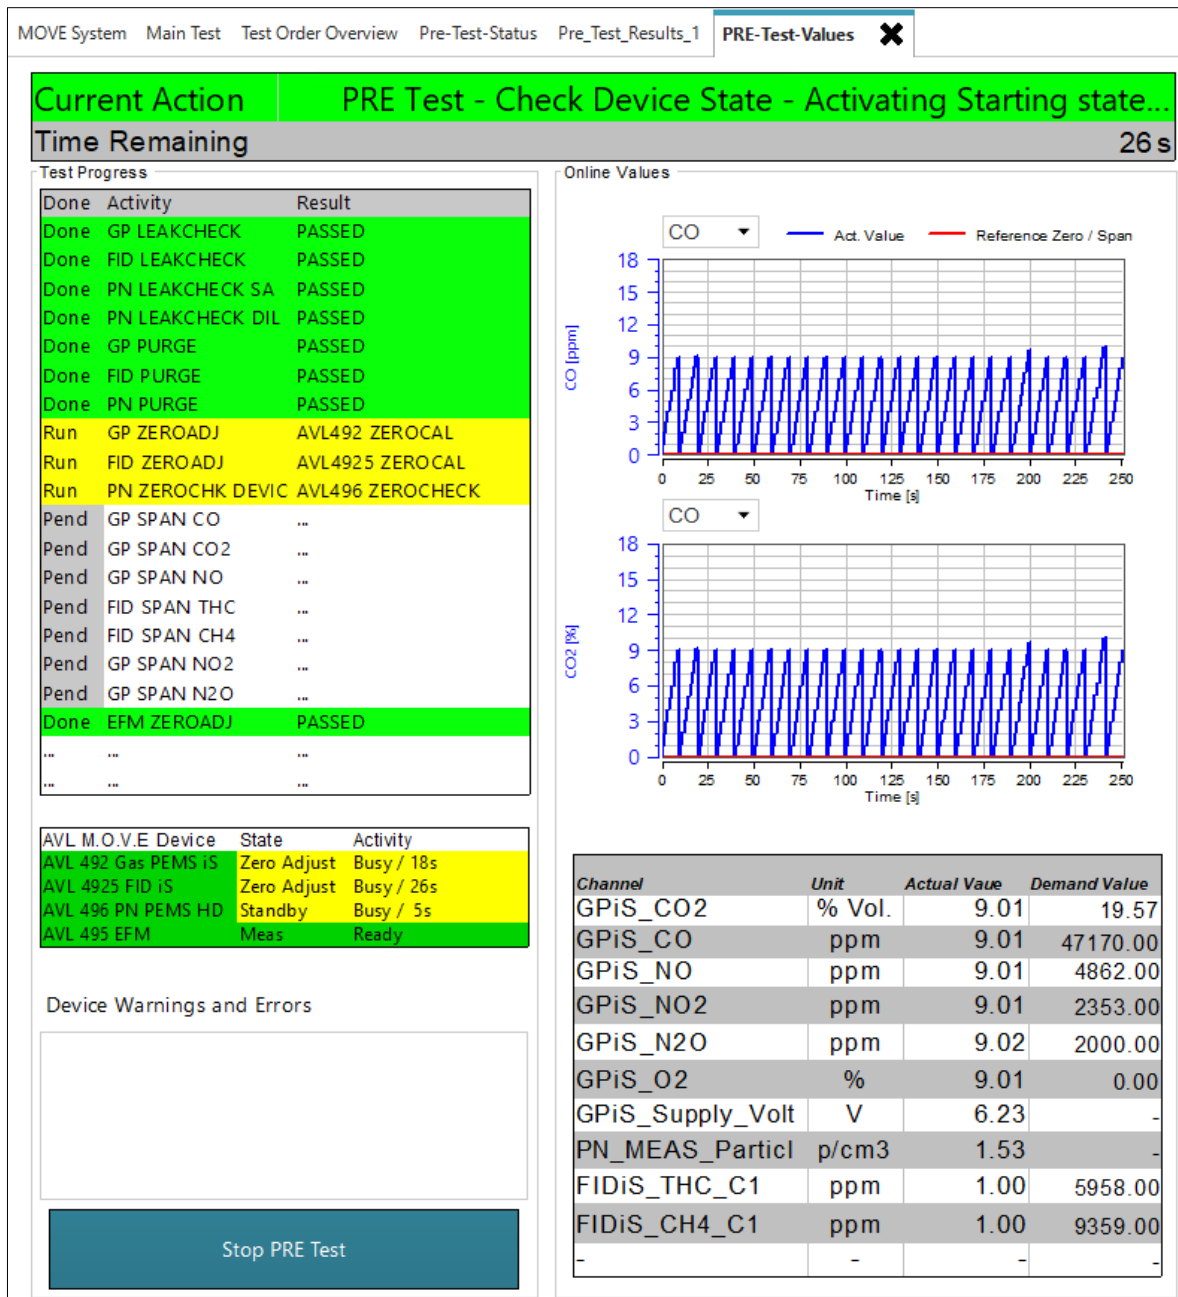 MOVE System Main Test Test Order Overview Pre-Test-Status Pre_Test_Results_1 PRE-Test-Values
Current Action PRE Test - Check Device State - Activating Starting state...
Time Remaining 26 s
Test Progress
Done Activity Result
Done GP LEAKCHECK PASSED
Done FID LEAKCHECK PASSED
Done PN LEAKCHECK SA PASSED
Done PN LEAKCHECK DIL PASSED
Done GP PURGE PASSED
Done FID PURGE PASSED
Done PN PURGE PASSED
Run GP ZEROADJ AVL492 ZEROCAL
Run FID ZEROADJ AVL4925 ZEROCAL
Run PN ZEROCHK DEVIC AVL496 ZEROCHECK
Pend GP SPAN CO ...
Pend GP SPAN CO2 ...
Pend GP SPAN NO ...
Pend FID SPAN THC ...
Pend FID SPAN CH4 ...
Pend GP SPAN NO2 ...
Pend GP SPAN N2O ...
Done EFM ZEROADJ PASSED
... ... ...
... ... ...
AVL M.O.V.E Device State Activity
AVL 492 Gas PEMS iS Zero Adjust Busy / 18s
AVL 4925 FID iS Zero Adjust Busy / 26s
AVL 496 PN PEMS HD Standby Busy / 5s
AVL 495 EFM Meas Ready
Device Warnings and Errors
Stop PRE Test
Online Values
CO Act. Value Reference Zero / Span
CO [ppm]
18
15
12
9
6
3
0
0 25 50 75 100 125 150 175 200 225 250
Time [s]
CO
CO2 [%]
18
15
12
9
6
3
0
0 25 50 75 100 125 150 175 200 225 250
Time [s]
Channel Unit Actual Vaue Demand Value
GPiS_CO2 % Vol. 9.01 19.57
GPiS_CO ppm 9.01 47170.00
GPiS_NO ppm 9.01 4862.00
GPiS_NO2 ppm 9.01 2353.00
GPiS_N2O ppm 9.02 2000.00
GPiS_O2 % 9.01 0.00
GPiS_Supply_Volt V 6.23 -
PN_MEAS_Particl p/cm3 1.53 -
FIDiS_THC_C1 ppm 1.00 5958.00
FIDiS_CH4_C1 ppm 1.00 9359.00
- - - -